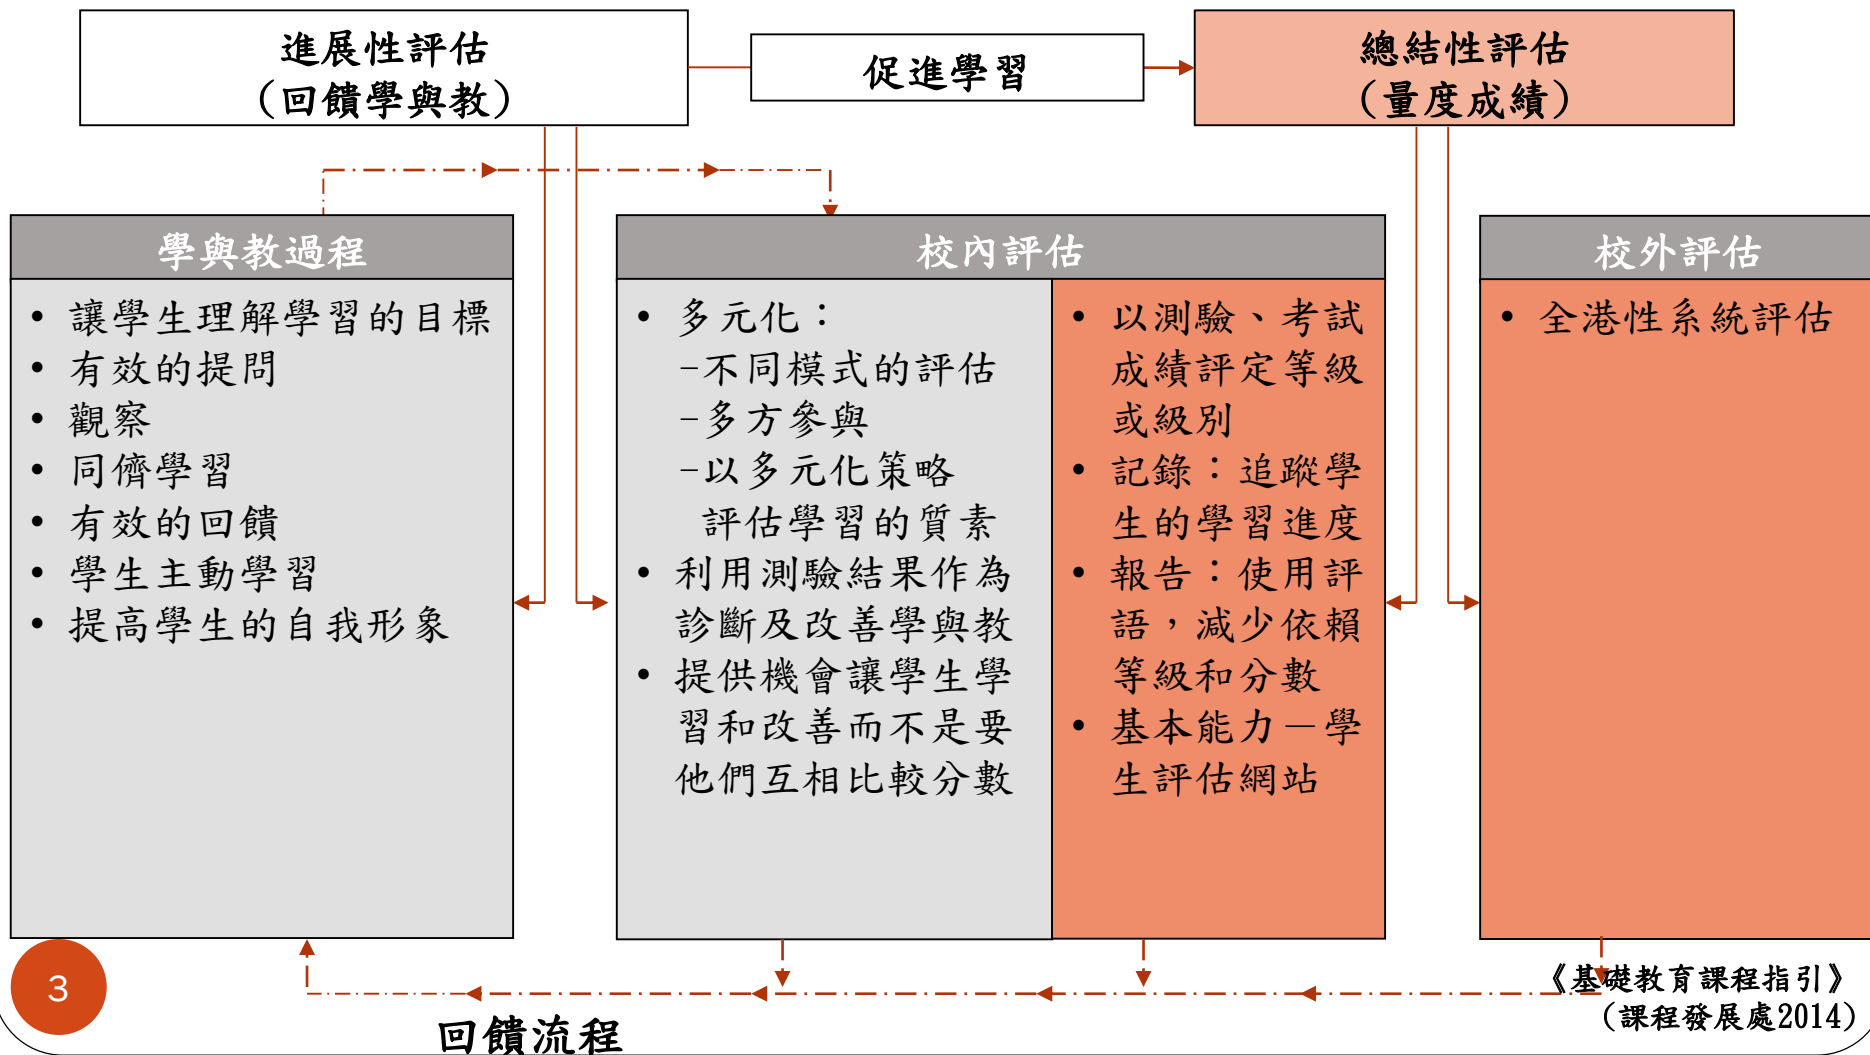 進展性評估
（回饋學與教）
促進學習
總結性評估
（量度成績）
學與教過程
• 讓學生理解學習的目標
• 有效的提問
• 觀察
• 同儕學習
• 有效的回饋
• 學生主動學習
• 提高學生的自我形象
校內評估
• 多元化：
–不同模式的評估
–多方參與
–以多元化策略
評估學習的質素
• 利用測驗結果作為
診斷及改善學與教
• 提供機會讓學生學
習和改善而不是要
他們互相比較分數
• 以測驗、考試
成績評定等級
或級別
• 記錄：追蹤學
生的學習進度
• 報告：使用評
語，減少依賴
等級和分數
• 基本能力－學
生評估網站
校外評估
• 全港性系統評估
3
回饋流程
《基礎教育課程指引》
（課程發展處2014）